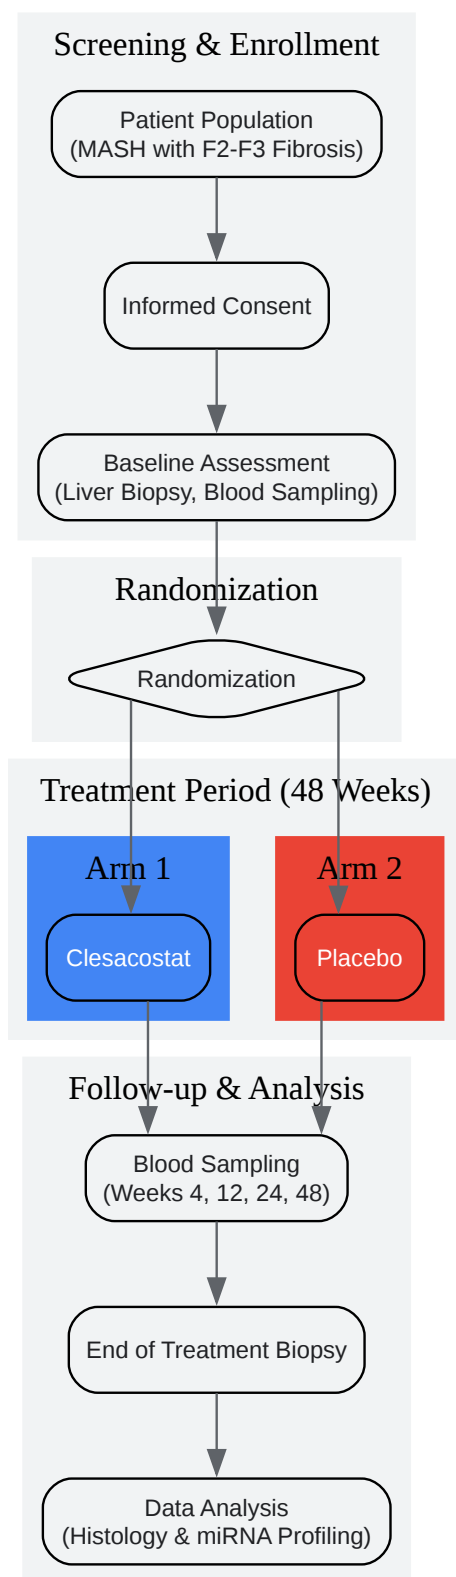 Screening & Enrollment
Patient Population
(MASH with F2-F3 Fibrosis)
Informed Consent
Baseline Assessment
(Liver Biopsy, Blood Sampling)
Randomization
Randomization
Treatment Period (48 Weeks)
Arm 1
Arm 2
Clesacostat
Placebo
Follow-up & Analysis
Blood Sampling
(Weeks 4, 12, 24, 48)
End of Treatment Biopsy
Data Analysis
(Histology & miRNA Profiling)